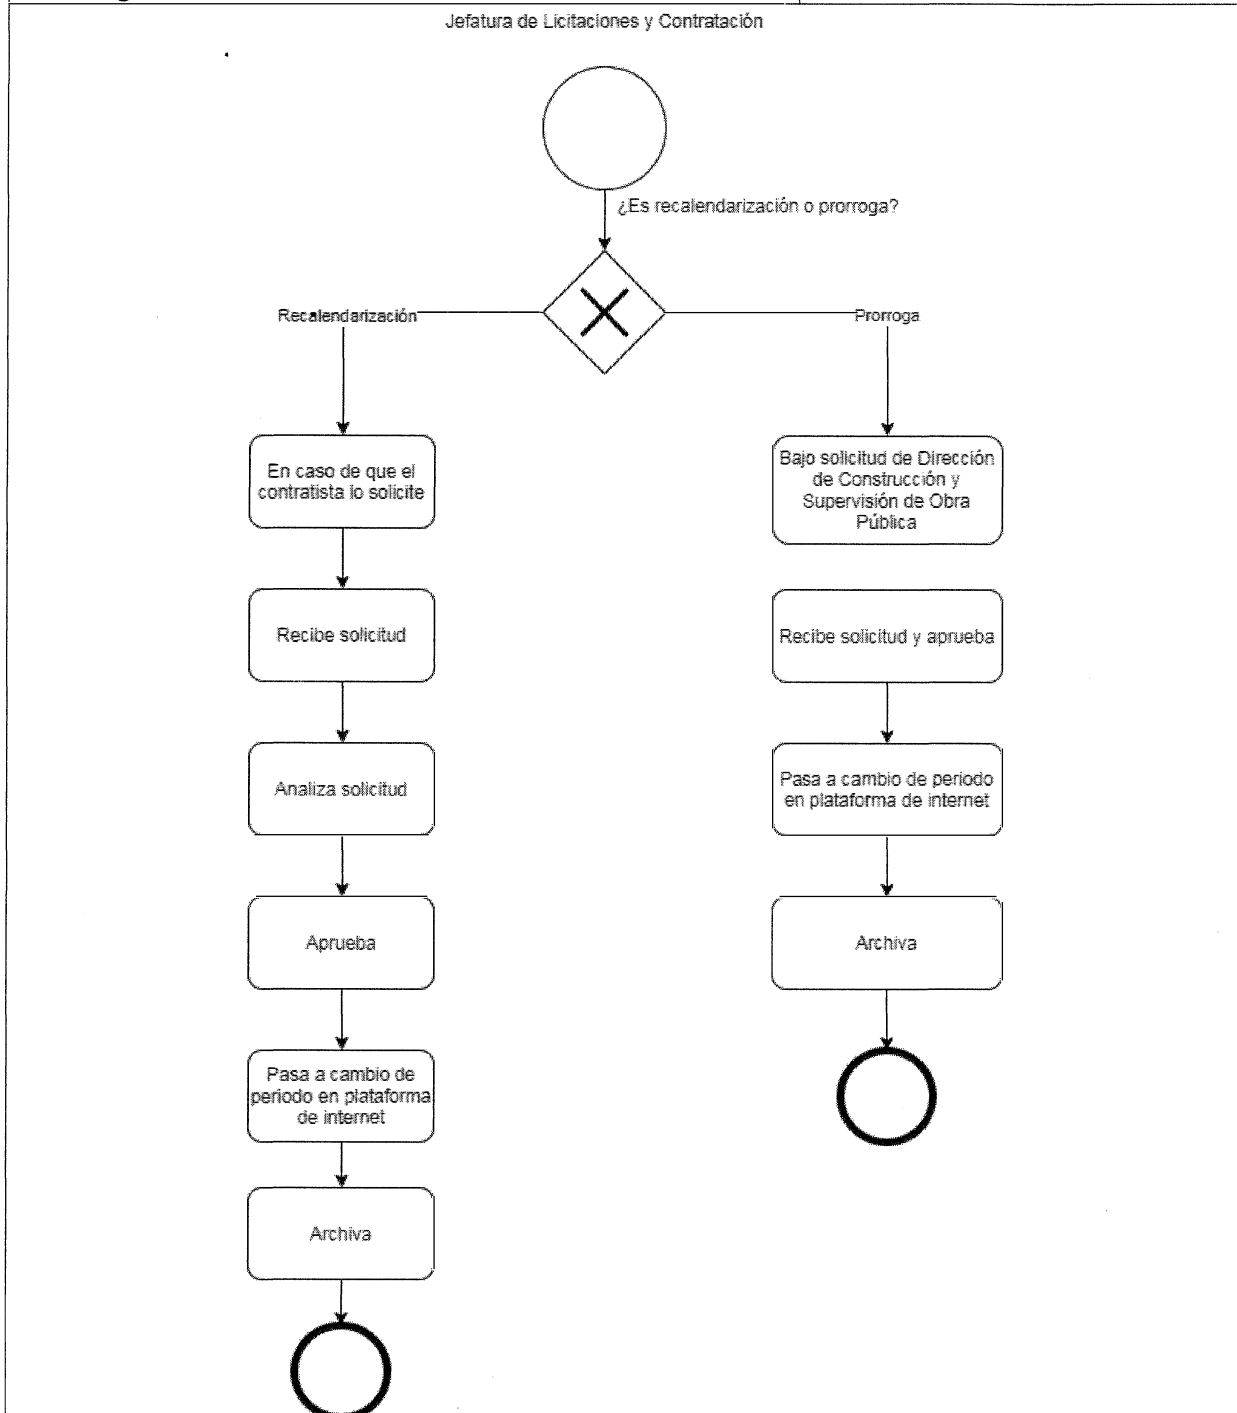 Jefatura de Licitaciones y Contratación
¿Es recalendarización o prorroga?
Recalendarización
Prorroga
En caso de que el
contratista lo solicite
Recibe solicitud
Analiza solicitud
Aprueba
Pasa a cambio de
periodo en plataforma
de internet
Archiva
Bajo solicitud de Dirección
de Construcción y
Supervisión de Obra
Pública
Recibe solicitud y aprueba
Pasa a cambio de periodo
en plataforma de internet
Archiva